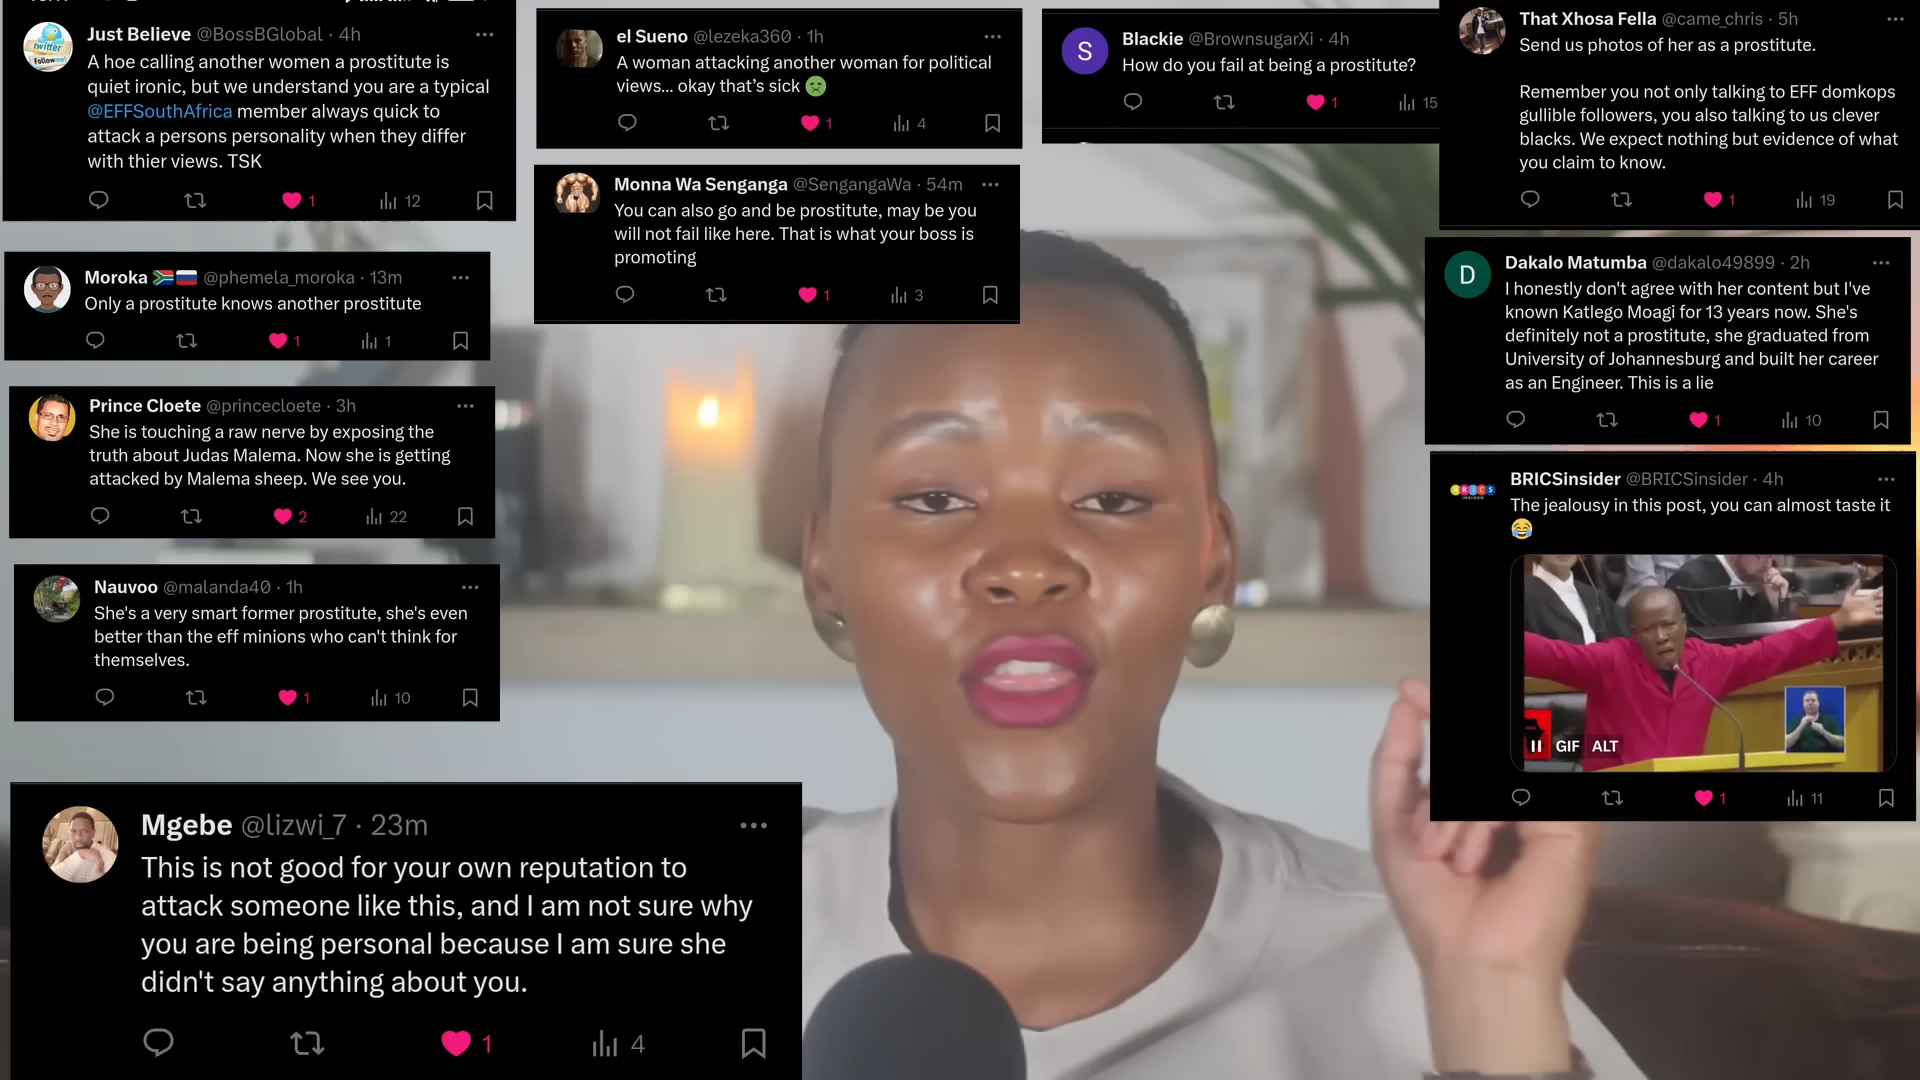 Just Believe @BossBGlobal · 4h
A hoe calling another women a prostitute is
quiet ironic, but we understand you are a typical
@EFFSouthAfrica member always quick to
attack a persons personality when they differ
with thier views. TSK
1 12
Moroka @phemela_moroka · 13m
Only a prostitute knows another prostitute
1 1
Prince Cloete @princecloete · 3h
She is touching a raw nerve by exposing the
truth about Judas Malema. Now she is getting
attacked by Malema sheep. We see you.
2 22
Nauvoo @malanda40 · 1h
She's a very smart former prostitute, she's even
better than the eff minions who can't think for
themselves.
1 10
Mgebe @lizwi_7 · 23m
This is not good for your own reputation to
attack someone like this, and I am not sure why
you are being personal because I am sure she
didn't say anything about you.
1 4
el Sueno @lezeka360 · 1h
A woman attacking another woman for political
views... okay that's sick
1 4
Monna Wa Senganga @SengangaWa · 54m
You can also go and be prostitute, may be you
will not fail like here. That is what your boss is
promoting
1 3
S
Blackie @BrownsugarXi · 4h
How do you fail at being a prostitute?
1 15
That Xhosa Fella @came_chris · 5h
Send us photos of her as a prostitute.
Remember you not only talking to EFF domkops
gullible followers, you also talking to us clever
blacks. We expect nothing but evidence of what
you claim to know.
1 19
D
Dakalo Matumba @dakalo49899 · 2h
I honestly don't agree with her content but I've
known Katlego Moagi for 13 years now. She's
definitely not a prostitute, she graduated from
University of Johannesburg and built her career
as an Engineer. This is a lie
1 10
BRICS
INSIDER
BRICSinsider @BRICSinsider · 4h
The jealousy in this post, you can almost taste it
GIF ALT
1 11
twitter
Follow me!